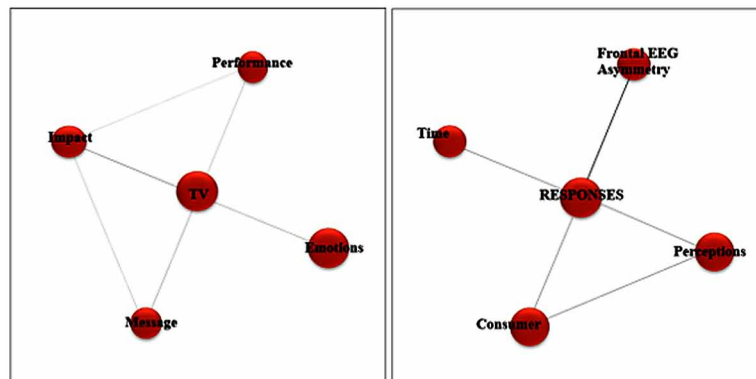 Performance
Impact
TV
Emotions
Message
Frontal EEG
Asymmetry
Time
RESPONSES
Perceptions
Consumer